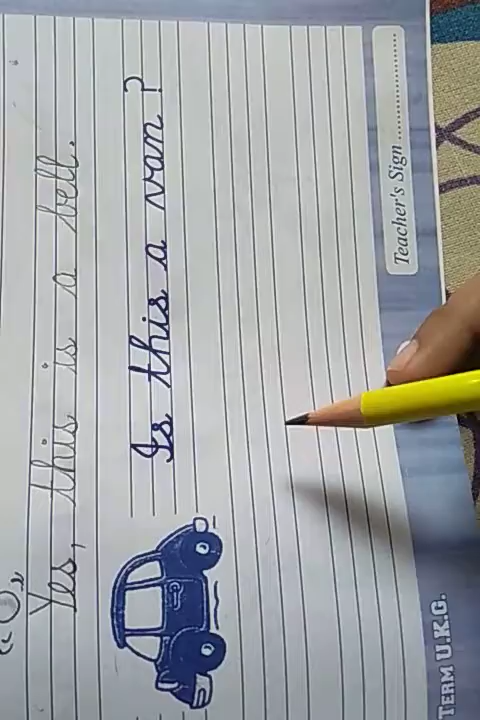 Yes, this is a bell.
Is this a van?
Teacher's Sign ........................
TERM U.K.G.